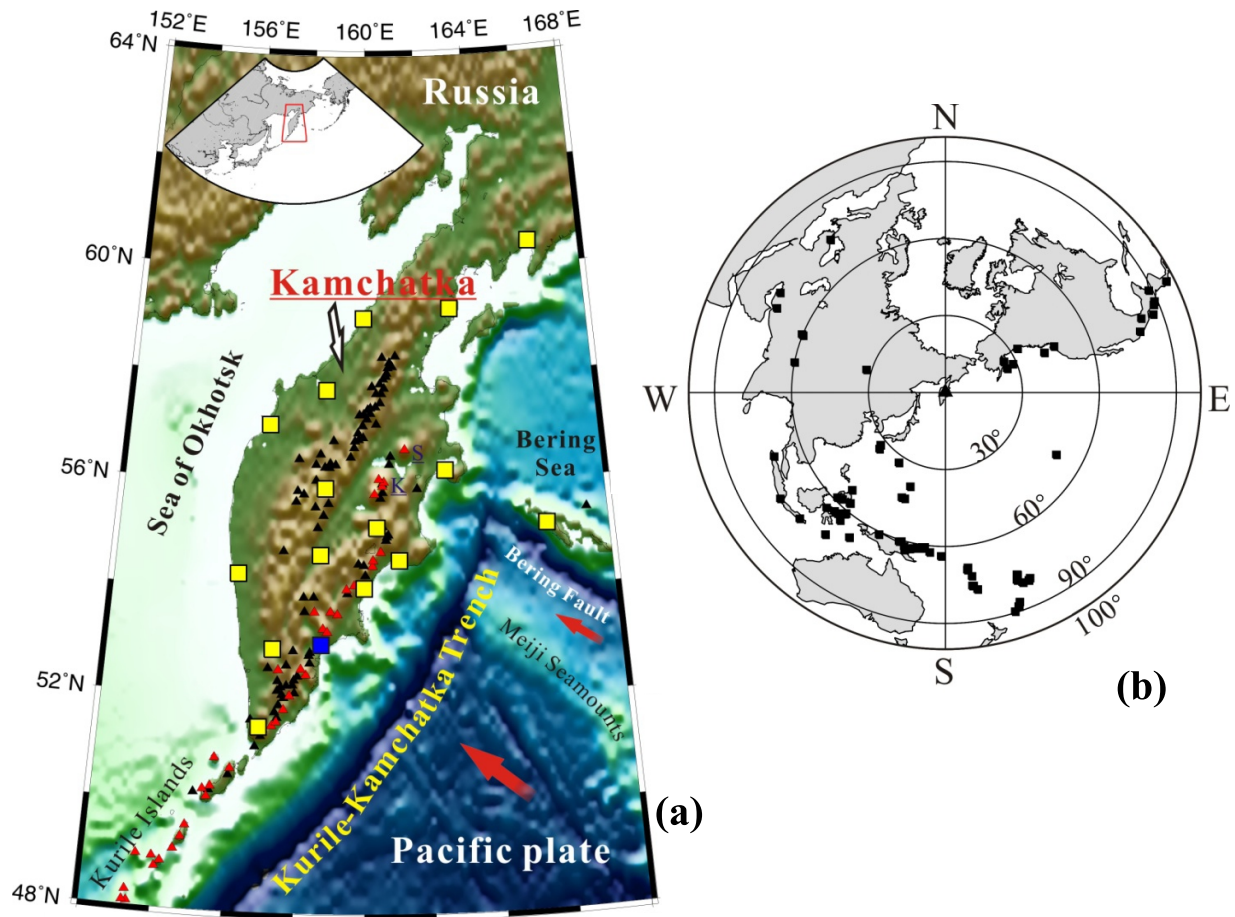 152˚E
156˚E
160˚E
164˚E
168˚E
64˚N
60˚N
56˚N
52˚N
48˚N
Russia
Kamchatka
Sea of Okhotsk
S
K
Bering
Sea
Bering Fault
Meiji Seamounts
Kurile-Kamchatka Trench
Kurile Islands
Pacific plate
(a)
N
W
E
S
30°
60°
90°
100°
(b)